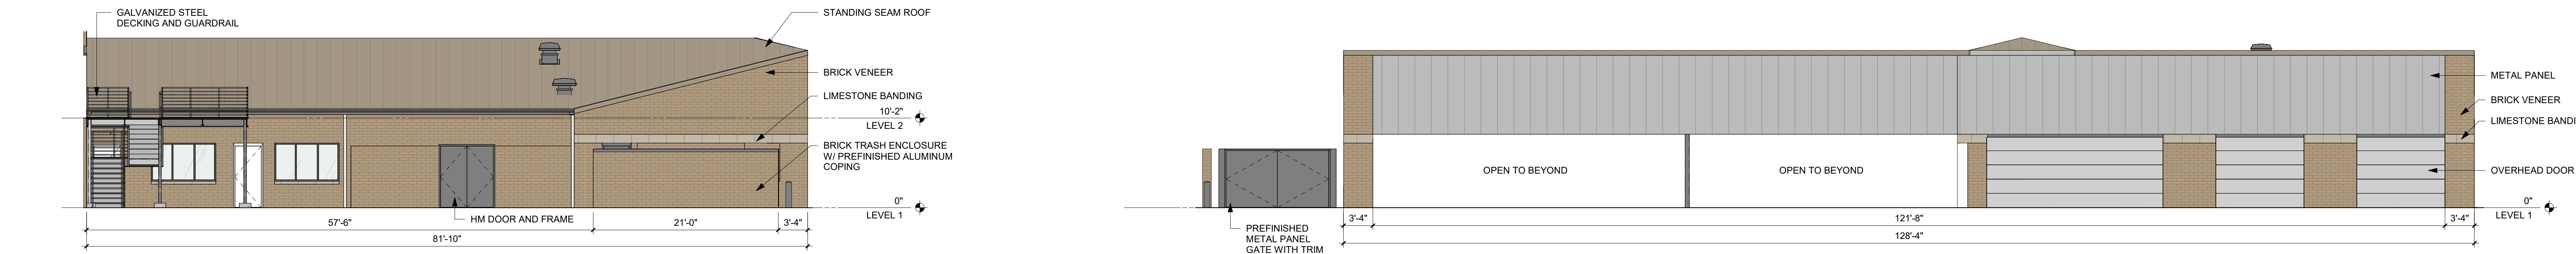 GALVANIZED STEEL
DECKING AND GUARDRAIL
STANDING SEAM ROOF
BRICK VENEER
LIMESTONE BANDING
10'-2"
LEVEL 2
BRICK TRASH ENCLOSURE
W/ PREFINISHED ALUMINUM
COPING
0"
LEVEL 1
HM DOOR AND FRAME
57'-6"
21'-0"
3'-4"
81'-10"
METAL PANEL
BRICK VENEER
LIMESTONE BANDI
OPEN TO BEYOND
OPEN TO BEYOND
OVERHEAD DOOR
0"
LEVEL 1
PREFINISHED
METAL PANEL
GATE WITH TRIM
3'-4"
121'-8"
3'-4"
128'-4"